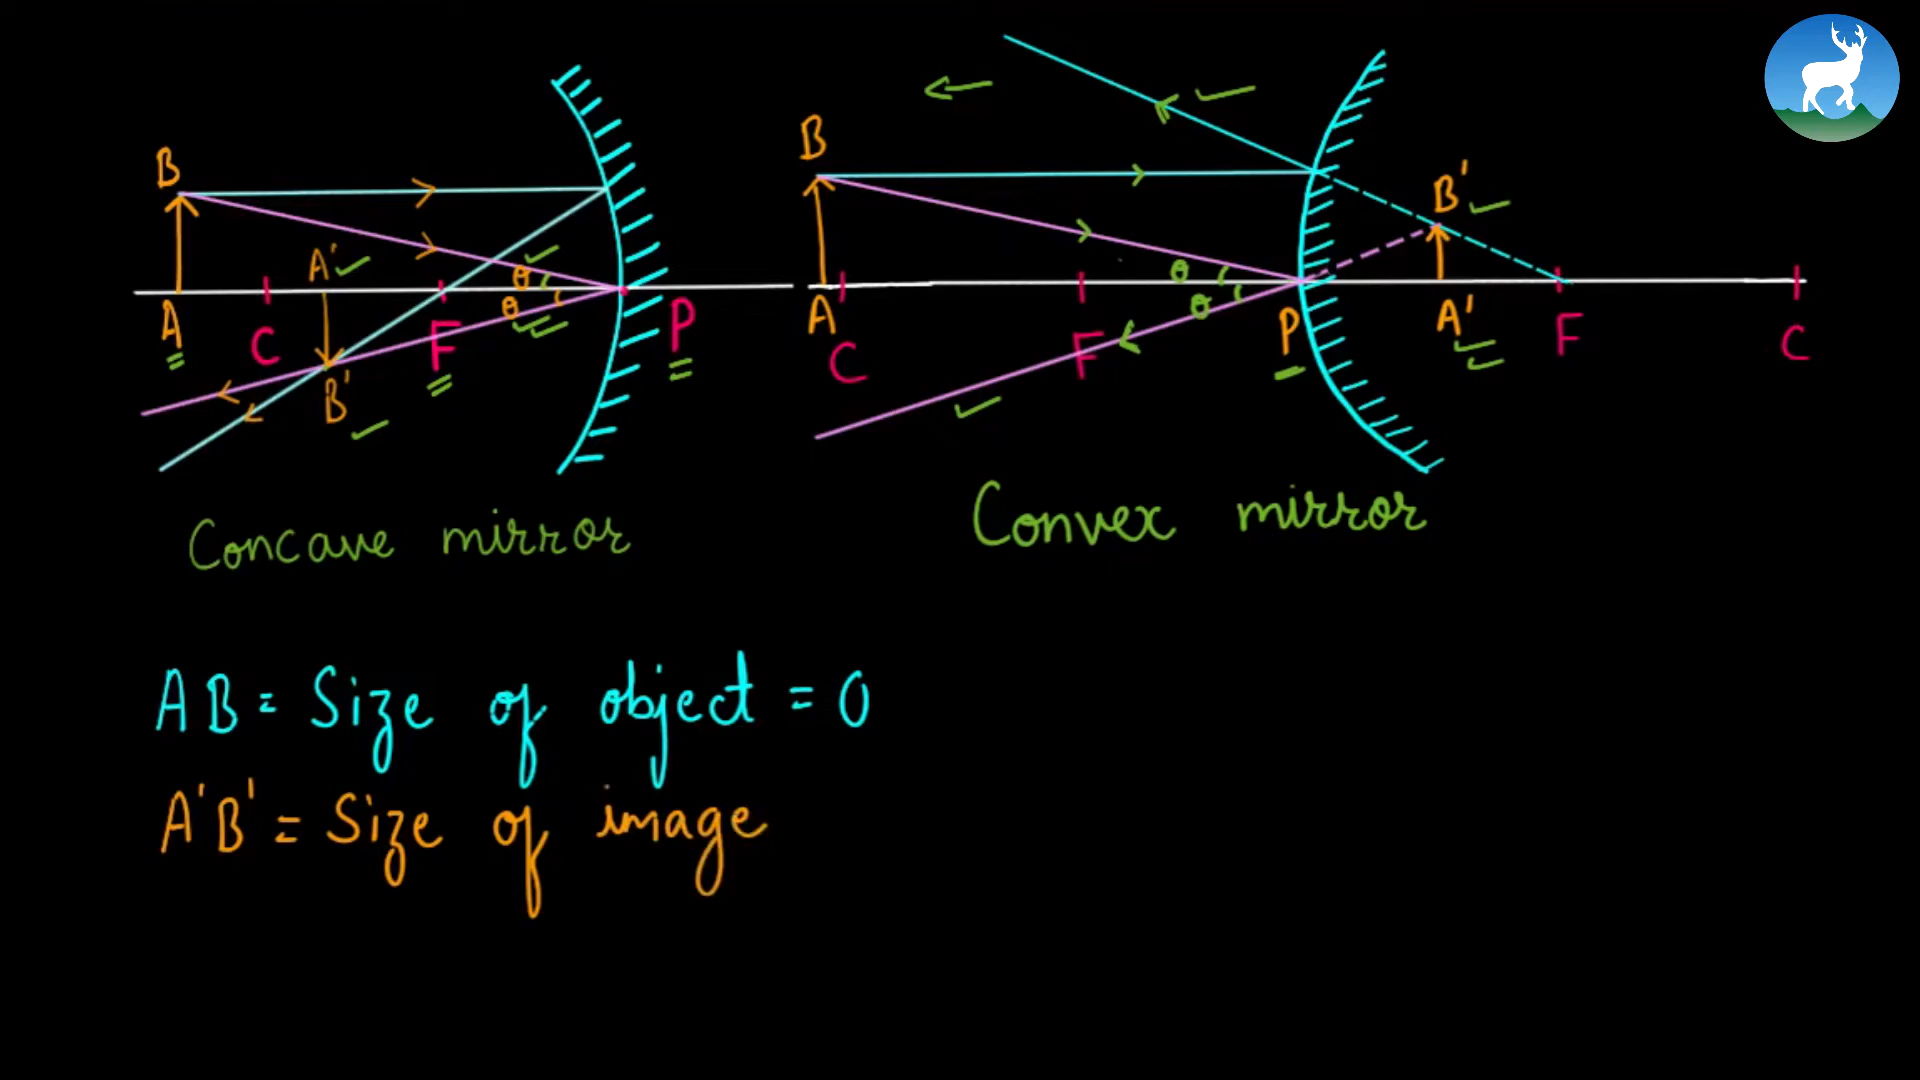 B
A'
θ
θ
A
C
F
P
B'
Concave mirror
B
B'
θ
θ
A
C
F
P
A'
F
C
Convex mirror
AB = Size of object = O
A'B' = Size of image